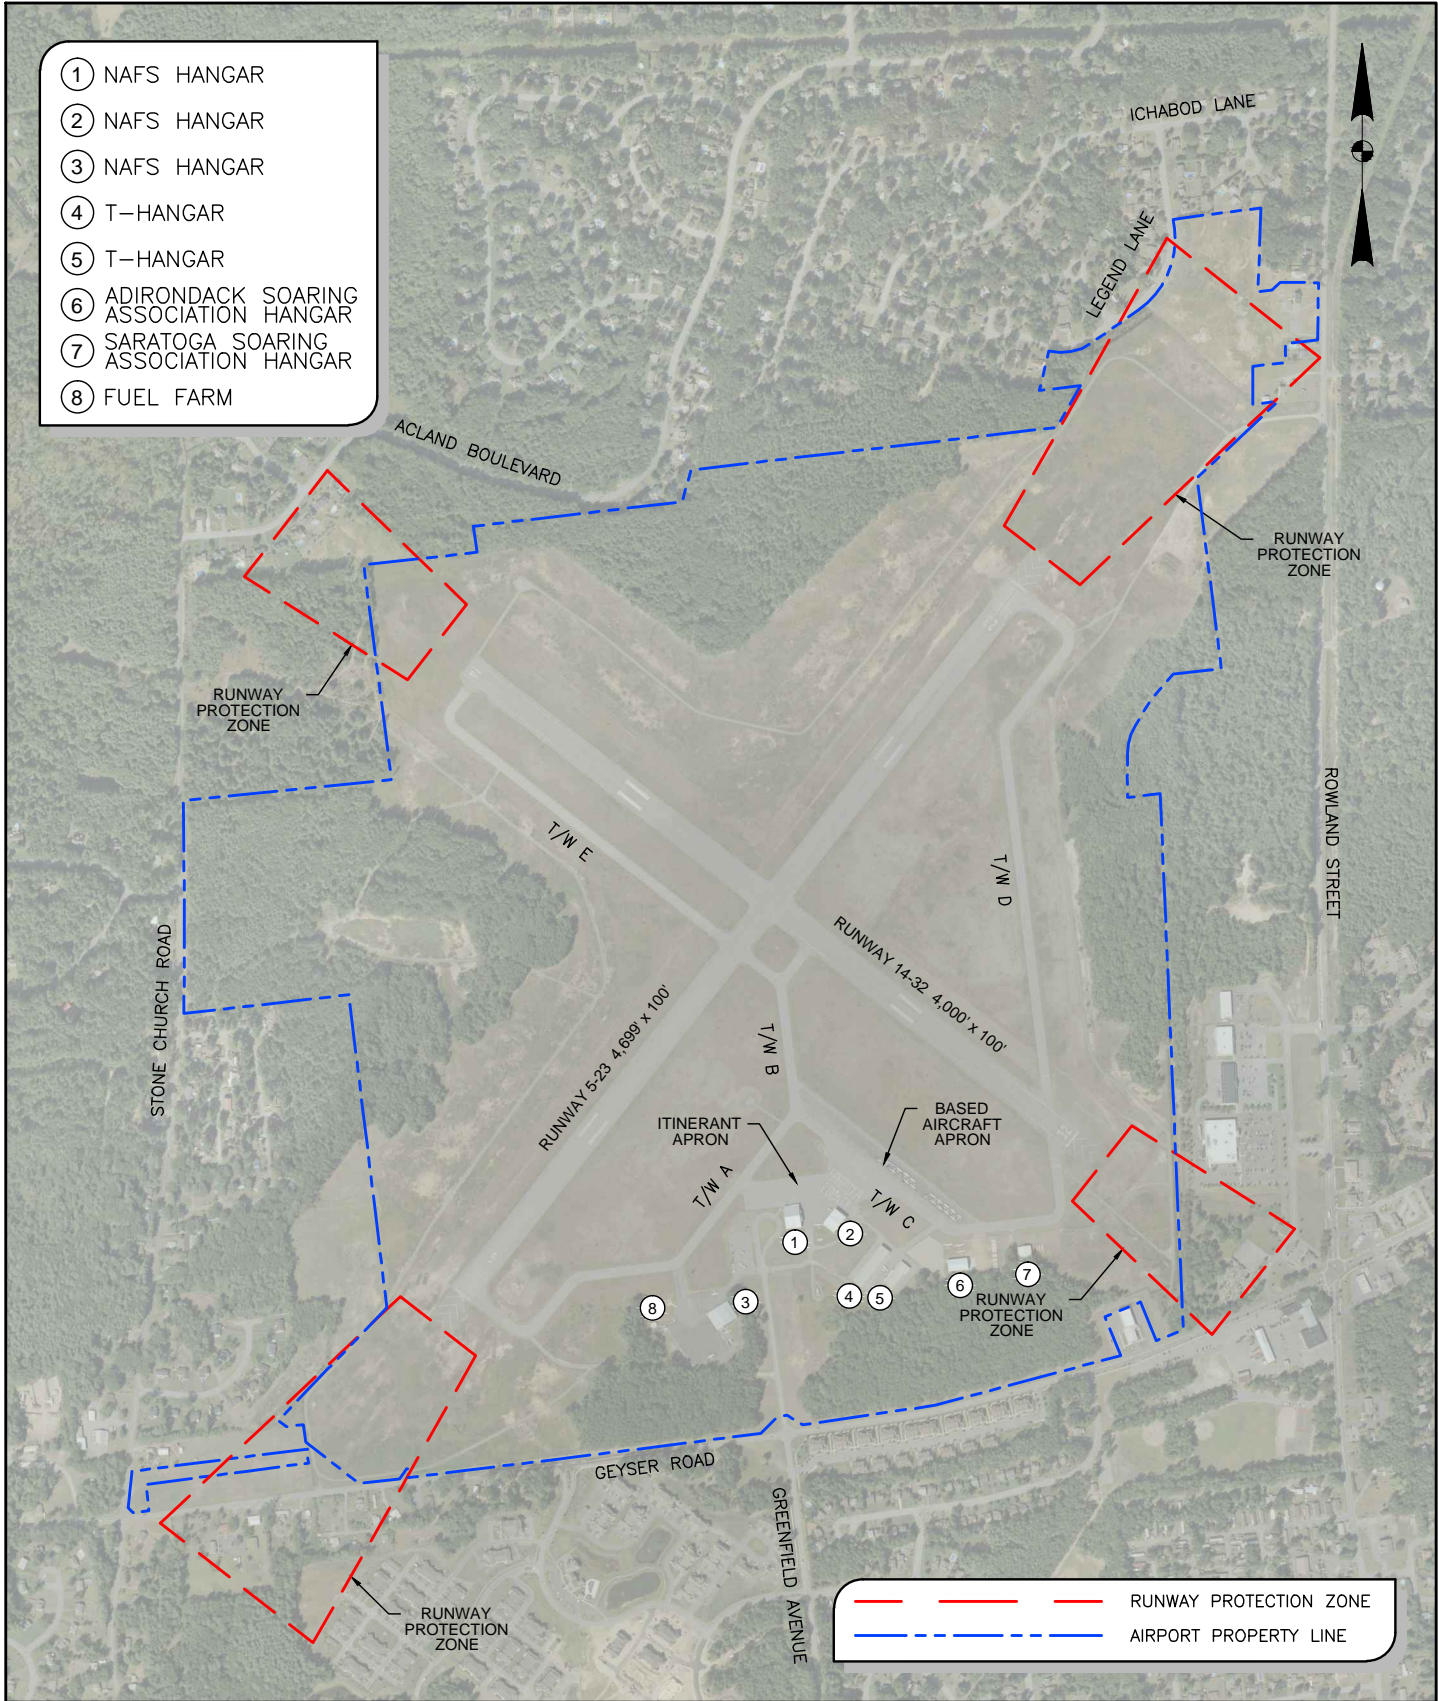 1 NAFS HANGAR
2 NAFS HANGAR
3 NAFS HANGAR
4 T-HANGAR
5 T-HANGAR
6 ADIRONDACK SOARING
ASSOCIATION HANGAR
7 SARATOGA SOARING
ASSOCIATION HANGAR
8 FUEL FARM
ICHABOD LANE
LEGEND LANE
ACLAND BOULEVARD
RUNWAY
PROTECTION
ZONE
RUNWAY
PROTECTION
ZONE
ROWLAND STREET
T/W E
T/W D
STONE CHURCH ROAD
RUNWAY 14-32 4,000' x 100'
RUNWAY 5-23 4,699' x 100'
T/W B
ITINERANT
APRON
BASED
AIRCRAFT
APRON
T/W A
T/W C
1
2
3
4
5
6
7
8
RUNWAY
PROTECTION
ZONE
GEYSER ROAD
GREENFIELD AVENUE
RUNWAY
PROTECTION
ZONE
RUNWAY PROTECTION ZONE
AIRPORT PROPERTY LINE